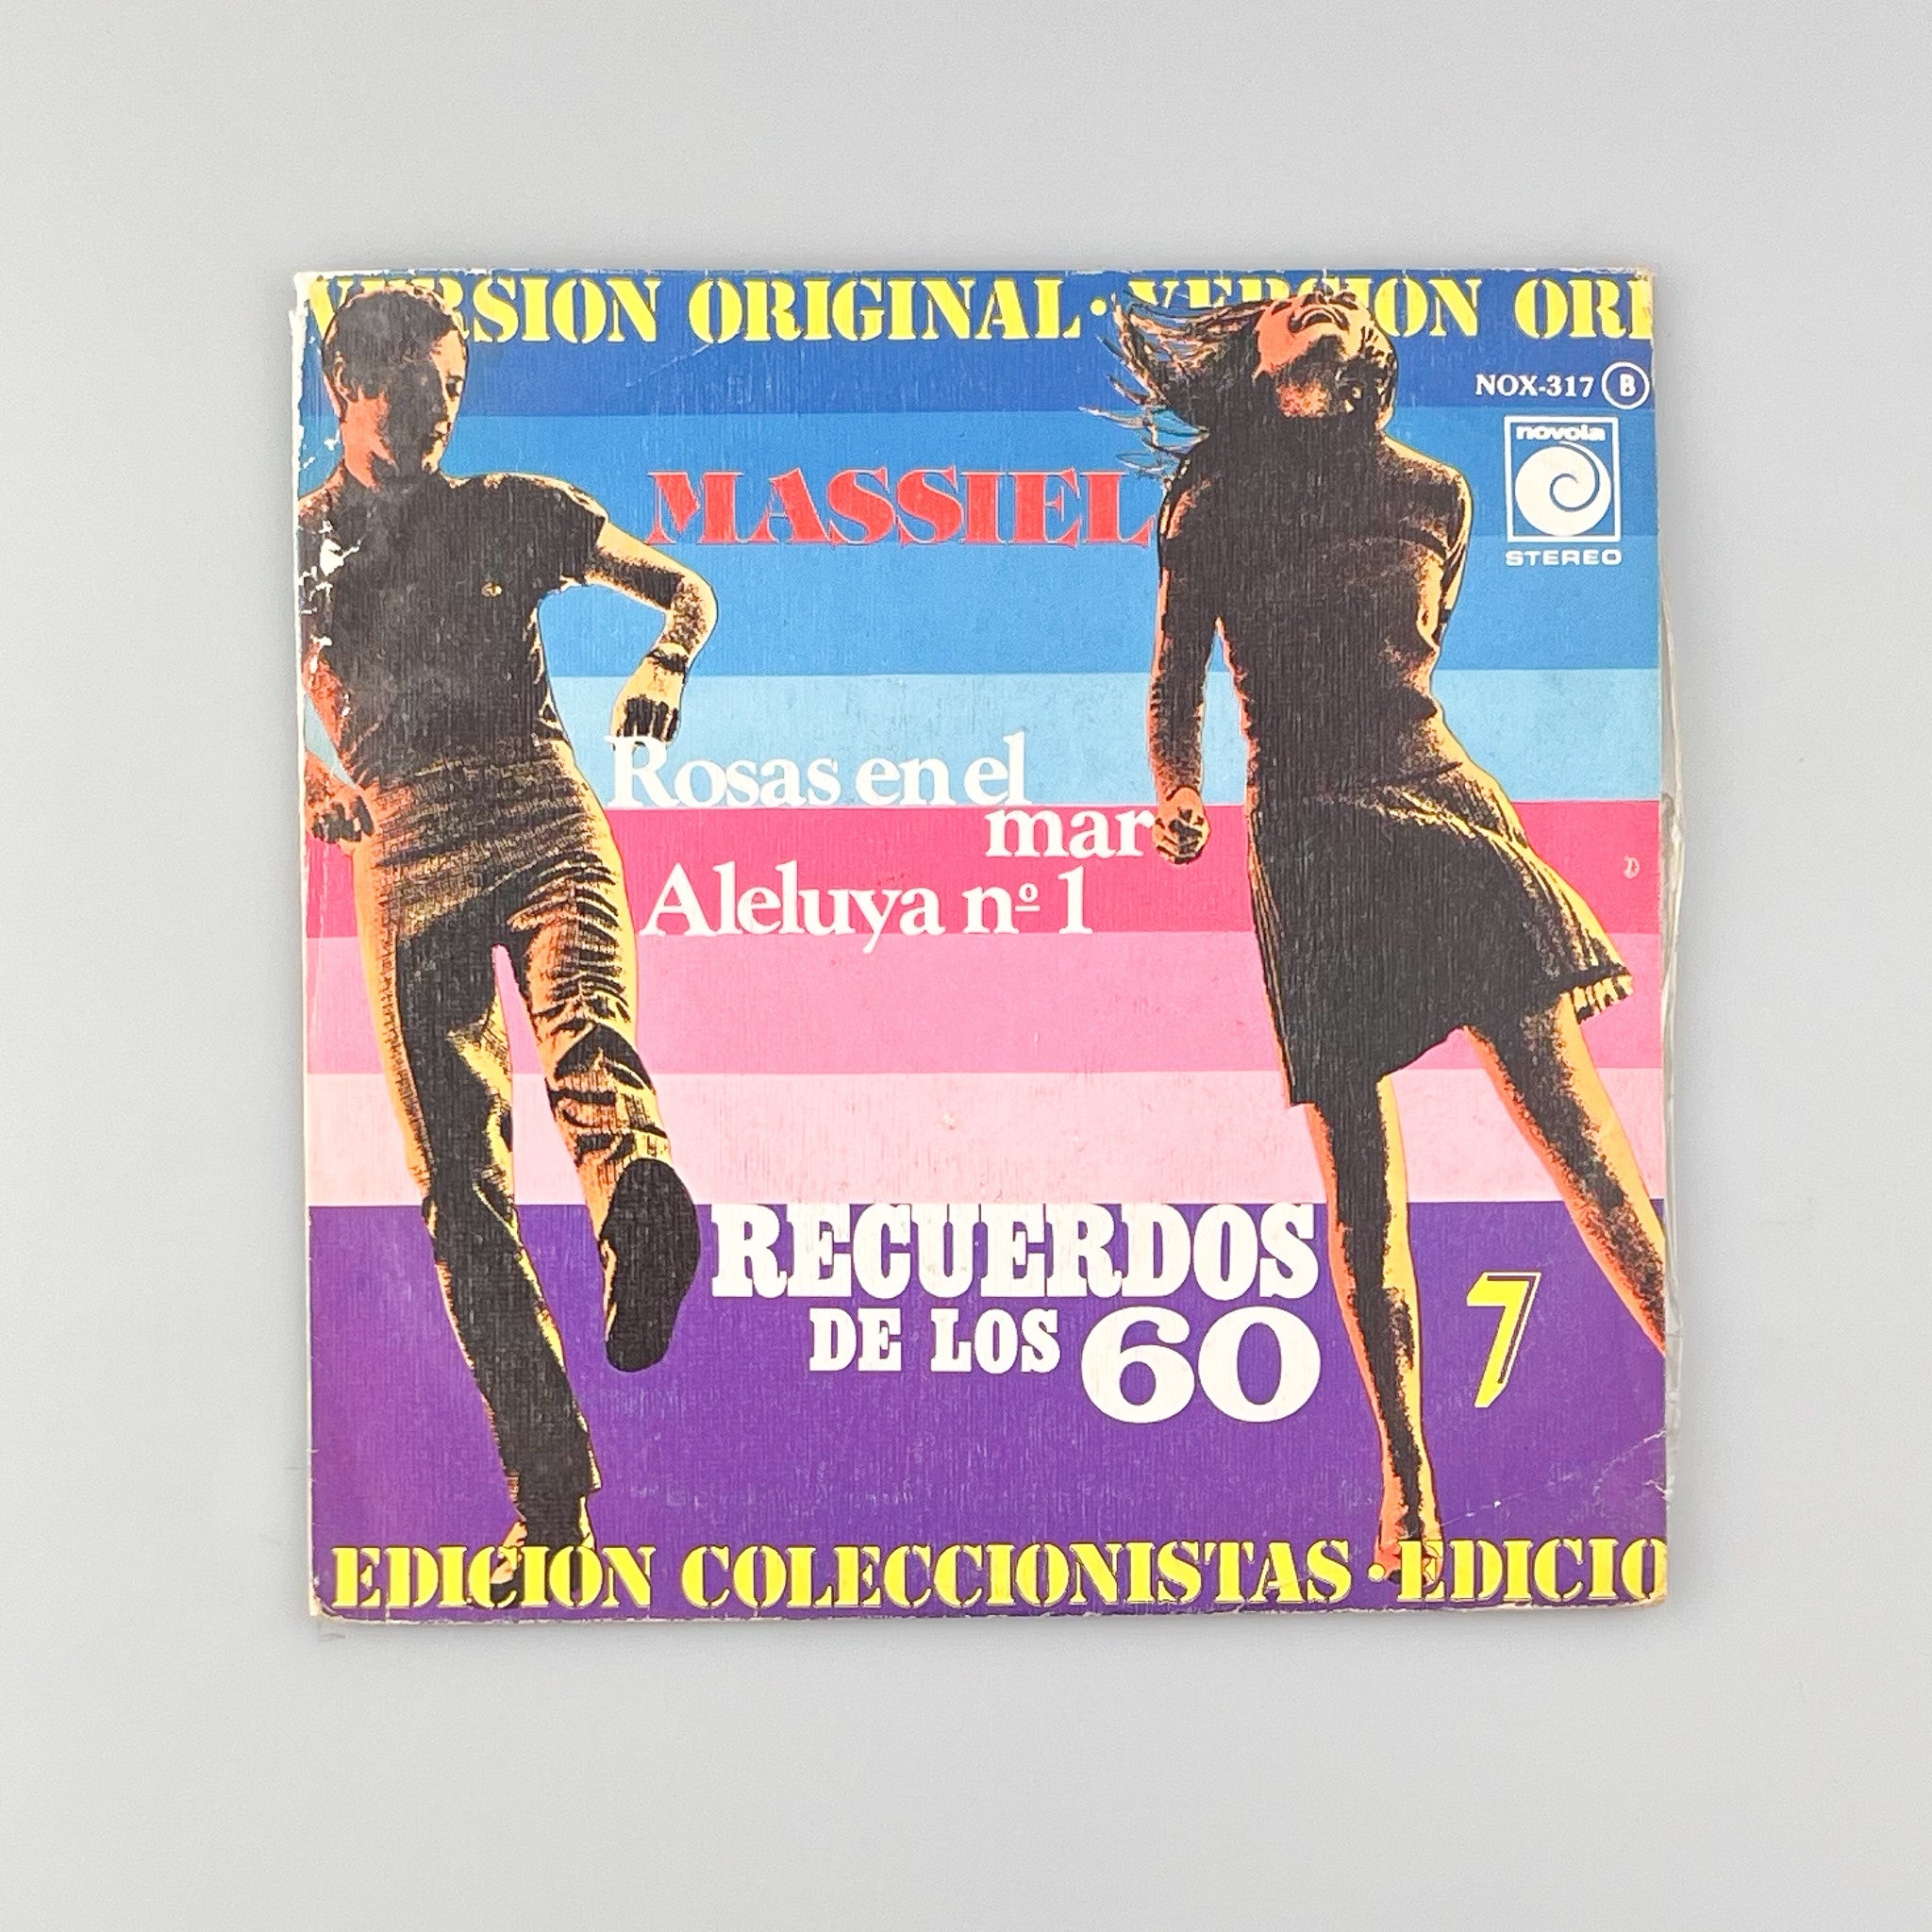 VERSION ORIGINAL · VERSION ORI
NOX-317 B
novola
STEREO
MASSIEL
Rosas en el
mar
Aleluya nº 1
RECUERDOS
DE LOS 60
7
EDICION COLECCIONISTAS · EDICIO